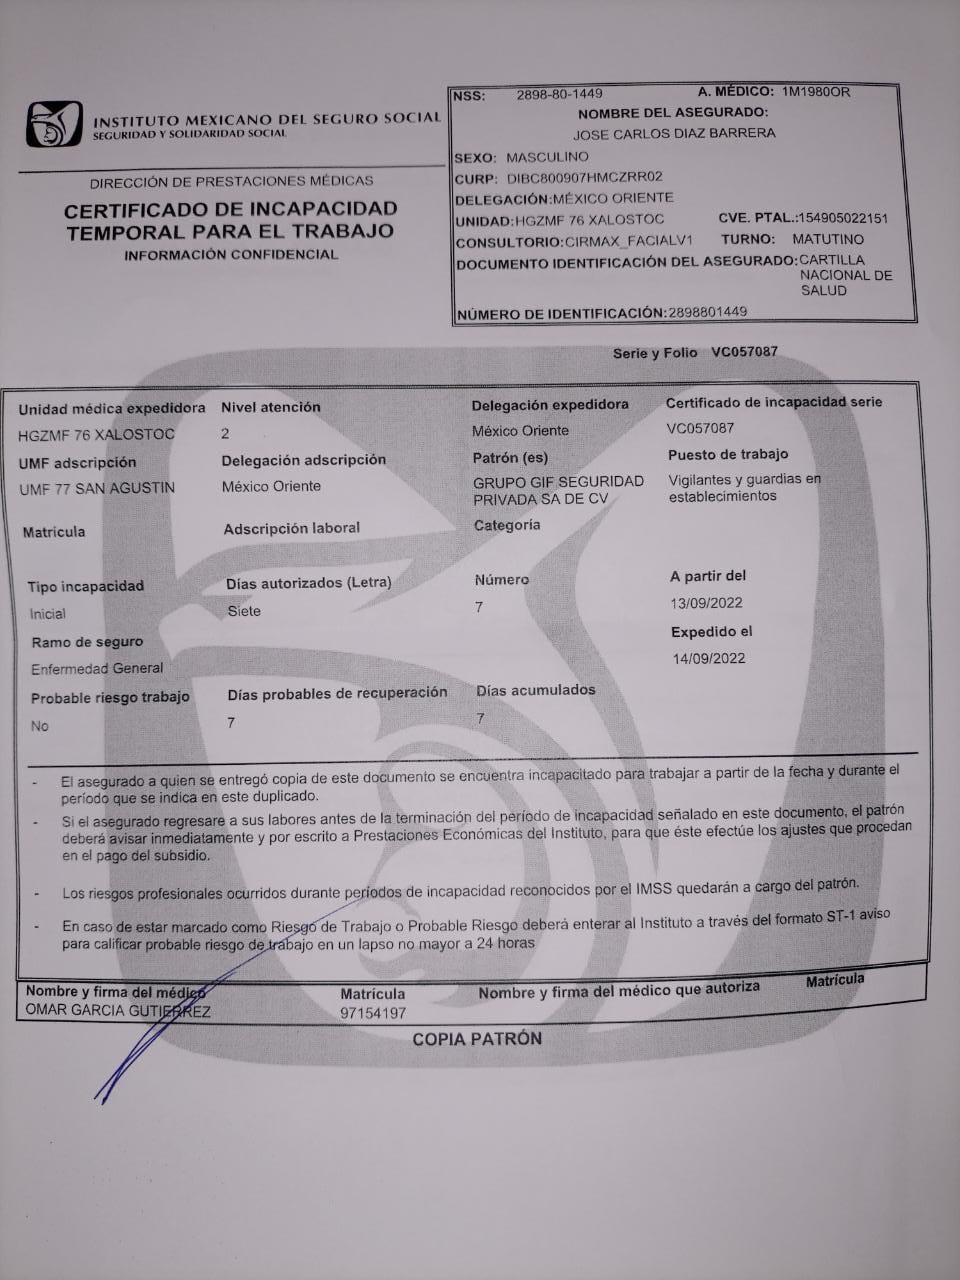 INSTITUTO MEXICANO DEL SEGURO SOCIAL
SEGURIDAD Y SOLIDARIDAD SOCIAL
DIRECCIÓN DE PRESTACIONES MÉDICAS
CERTIFICADO DE INCAPACIDAD
TEMPORAL PARA EL TRABAJO
INFORMACIÓN CONFIDENCIAL
NSS: 2898-80-1449 A. MÉDICO: 1M1980OR
NOMBRE DEL ASEGURADO:
JOSE CARLOS DIAZ BARRERA
SEXO: MASCULINO
CURP: DIBC800907HMCZRR02
DELEGACIÓN:MÉXICO ORIENTE
UNIDAD:HGZMF 76 XALOSTOC CVE. PTAL.:154905022151
CONSULTORIO:CIRMAX_FACIALV1 TURNO: MATUTINO
DOCUMENTO IDENTIFICACIÓN DEL ASEGURADO:CARTILLA
NACIONAL DE
SALUD
NÚMERO DE IDENTIFICACIÓN:2898801449
Serie y Folio VC057087
Unidad médica expedidora Nivel atención Delegación expedidora Certificado de incapacidad serie
HGZMF 76 XALOSTOC 2 México Oriente VC057087
UMF adscripción Delegación adscripción Patrón (es) Puesto de trabajo
UMF 77 SAN AGUSTIN México Oriente GRUPO GIF SEGURIDAD Vigilantes y guardias en
PRIVADA SA DE CV establecimientos
Matricula Adscripción laboral Categoría
Tipo incapacidad Días autorizados (Letra) Número A partir del
Inicial Siete 7 13/09/2022
Ramo de seguro Expedido el
Enfermedad General 14/09/2022
Probable riesgo trabajo Días probables de recuperación Días acumulados
No 7 7
- El asegurado a quien se entregó copia de este documento se encuentra incapacitado para trabajar a partir de la fecha y durante el
período que se indica en este duplicado.
- Si el asegurado regresare a sus labores antes de la terminación del período de incapacidad señalado en este documento, el patrón
deberá avisar inmediatamente y por escrito a Prestaciones Económicas del Instituto, para que éste efectúe los ajustes que procedan
en el pago del subsidio.
- Los riesgos profesionales ocurridos durante períodos de incapacidad reconocidos por el IMSS quedarán a cargo del patrón.
- En caso de estar marcado como Riesgo de Trabajo o Probable Riesgo deberá enterar al Instituto a través del formato ST-1 aviso
para calificar probable riesgo de trabajo en un lapso no mayor a 24 horas
Nombre y firma del médico Matrícula Nombre y firma del médico que autoriza Matrícula
OMAR GARCIA GUTIERREZ 97154197
COPIA PATRÓN